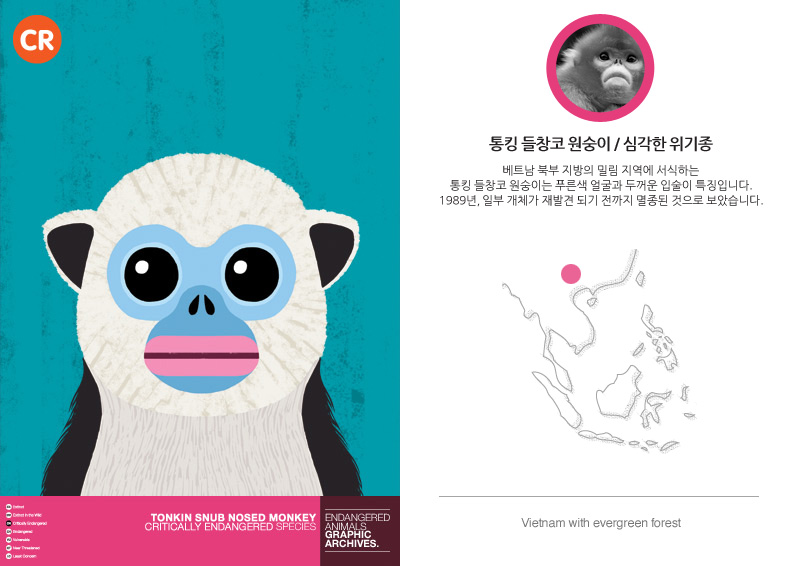 CR
EX Extinct
EW Extinct in the Wild
CR Critically Endangered
EN Endangered
VU Vulnerable
NT Near Threatened
LC Least Concern
TONKIN SNUB NOSED MONKEY
CRITICALLY ENDANGERED SPECIES
ENDANGERED
ANIMALS
GRAPHIC
ARCHIVES.
통킹 들창코 원숭이 / 심각한 위기종
베트남 북부 지방의 밀림 지역에 서식하는
통킹 들창코 원숭이는 푸른색 얼굴과 두꺼운 입술이 특징입니다.
1989년, 일부 개체가 재발견 되기 전까지 멸종된 것으로 보았습니다.
Vietnam with evergreen forest